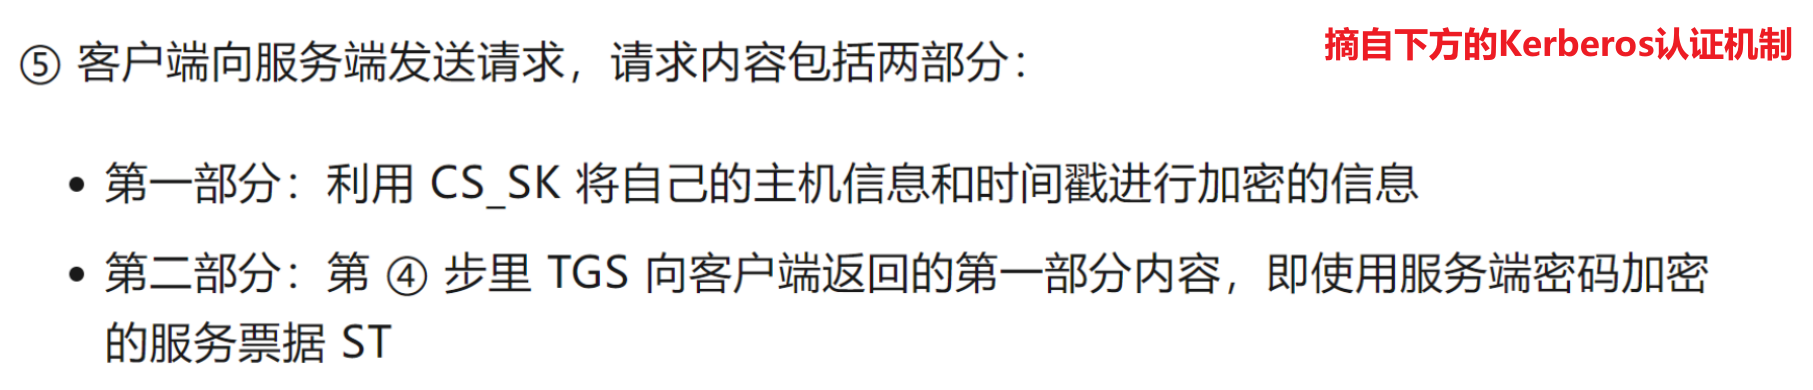 摘自下方的Kerberos认证机制
⑤ 客户端向服务端发送请求，请求内容包括两部分：
• 第一部分：利用 CS_SK 将自己的主机信息和时间戳进行加密的信息
• 第二部分：第 ④ 步里 TGS 向客户端返回的第一部分内容，即使用服务端密码加密
的服务票据 ST